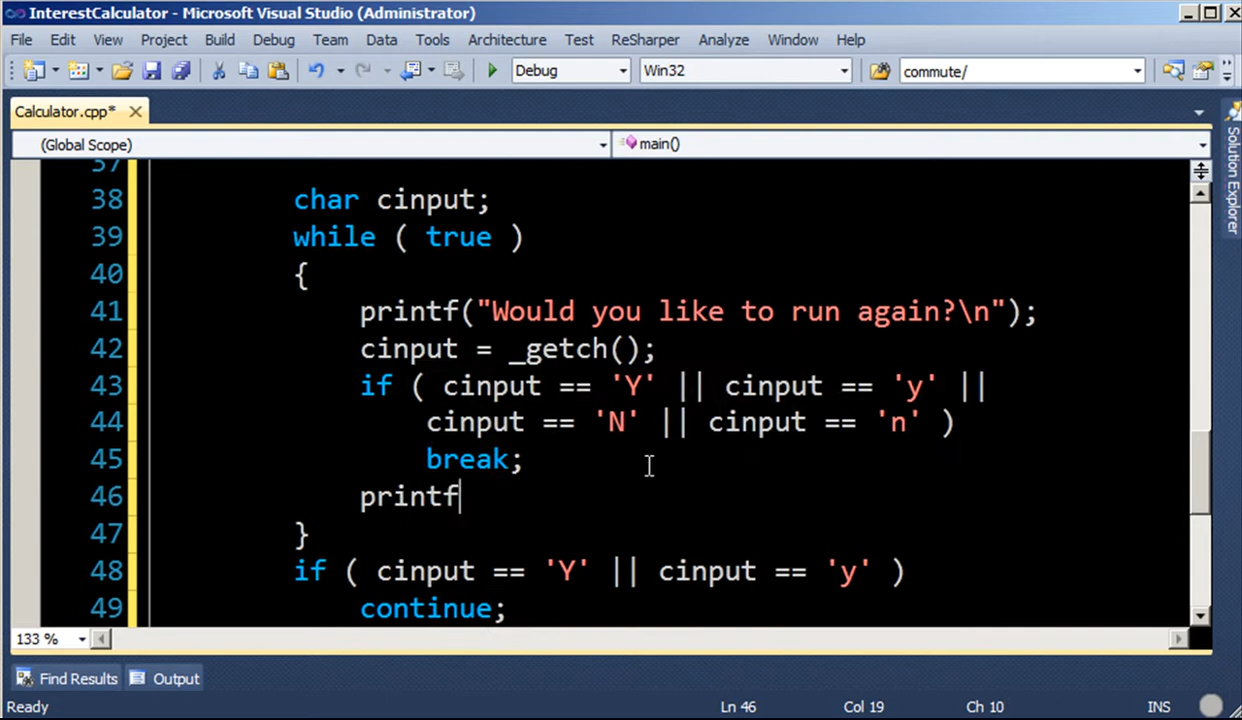 InterestCalculator - Microsoft Visual Studio (Administrator)
File Edit View Project Build Debug Team Data Tools Architecture Test ReSharper Analyze Window Help
Debug Win32 commute/
Calculator.cpp*
(Global Scope) main()
37
38 char cinput;
39 while ( true )
40 {
41 printf("Would you like to run again?\n");
42 cinput = _getch();
43 if ( cinput == 'Y' || cinput == 'y' ||
44 cinput == 'N' || cinput == 'n' )
45 break;
46 printf
47 }
48 if ( cinput == 'Y' || cinput == 'y' )
49 continue;
133 %
Find Results Output
Ready Ln 46 Col 19 Ch 10 INS
Solution Explorer